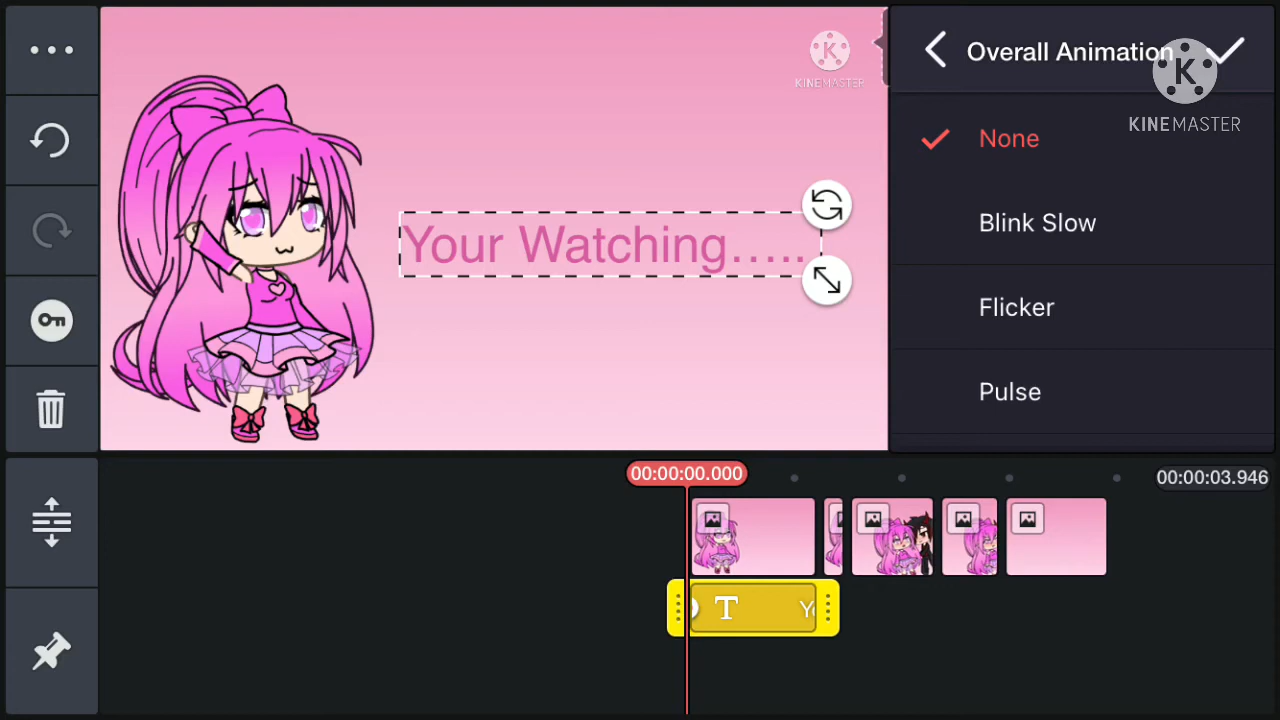 KINEMASTER
Overall Animation
K
KINEMASTER
None
Blink Slow
Flicker
Pulse
Your Watching.....
00:00:00.000
00:00:03.946
T